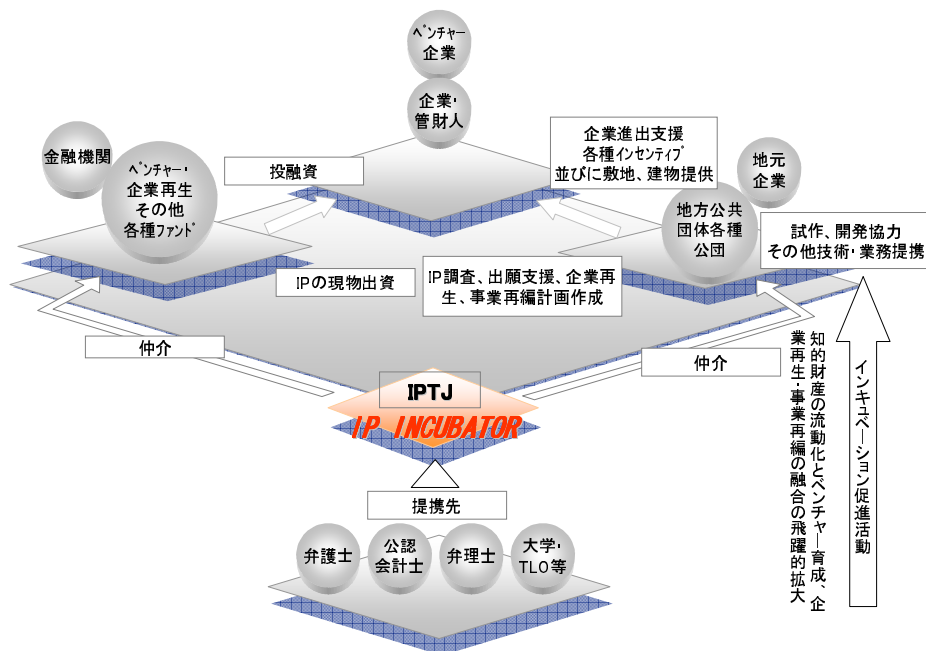 ﾍﾞﾝﾁｬｰ
企業
企業・
管財人
金融機関
ﾍﾞﾝﾁｬｰ・
企業再生
その他
各種ﾌｧﾝﾄﾞ
投融資
企業進出支援
各種インセンティブ
並びに敷地、建物提供
地元
企業
地方公共
団体各種
公団
試作、開発協力
その他技術・業務提携
IPの現物出資
IP調査、出願支援、企業再
生、事業再編計画作成
仲介
仲介
IPTJ
IP INCUBATOR
提携先
弁護士
公認
会計士
弁理士
大学・
TLO等
知的財産の流動化とベンチャー育成、企
業再生・事業再編の融合の飛躍的拡大
インキュベーション促進活動